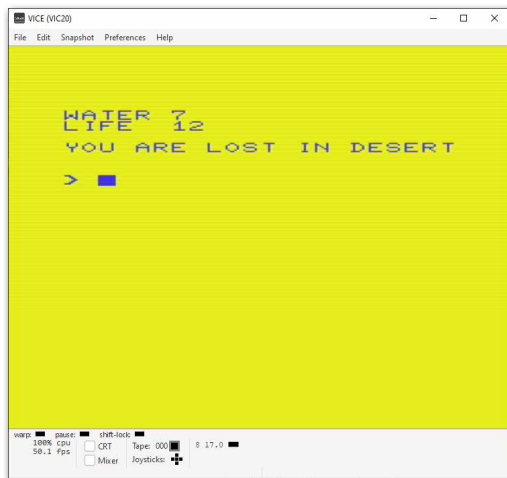 VICE (VIC20)
File Edit Snapshot Preferences Help
WATER 7
LIFE 12
YOU ARE LOST IN DESERT
>
warp: pause: shift-lock:
100% cpu
50.1 fps
CRT
Mixer
Tape: 000
Joysticks:
8 17.0